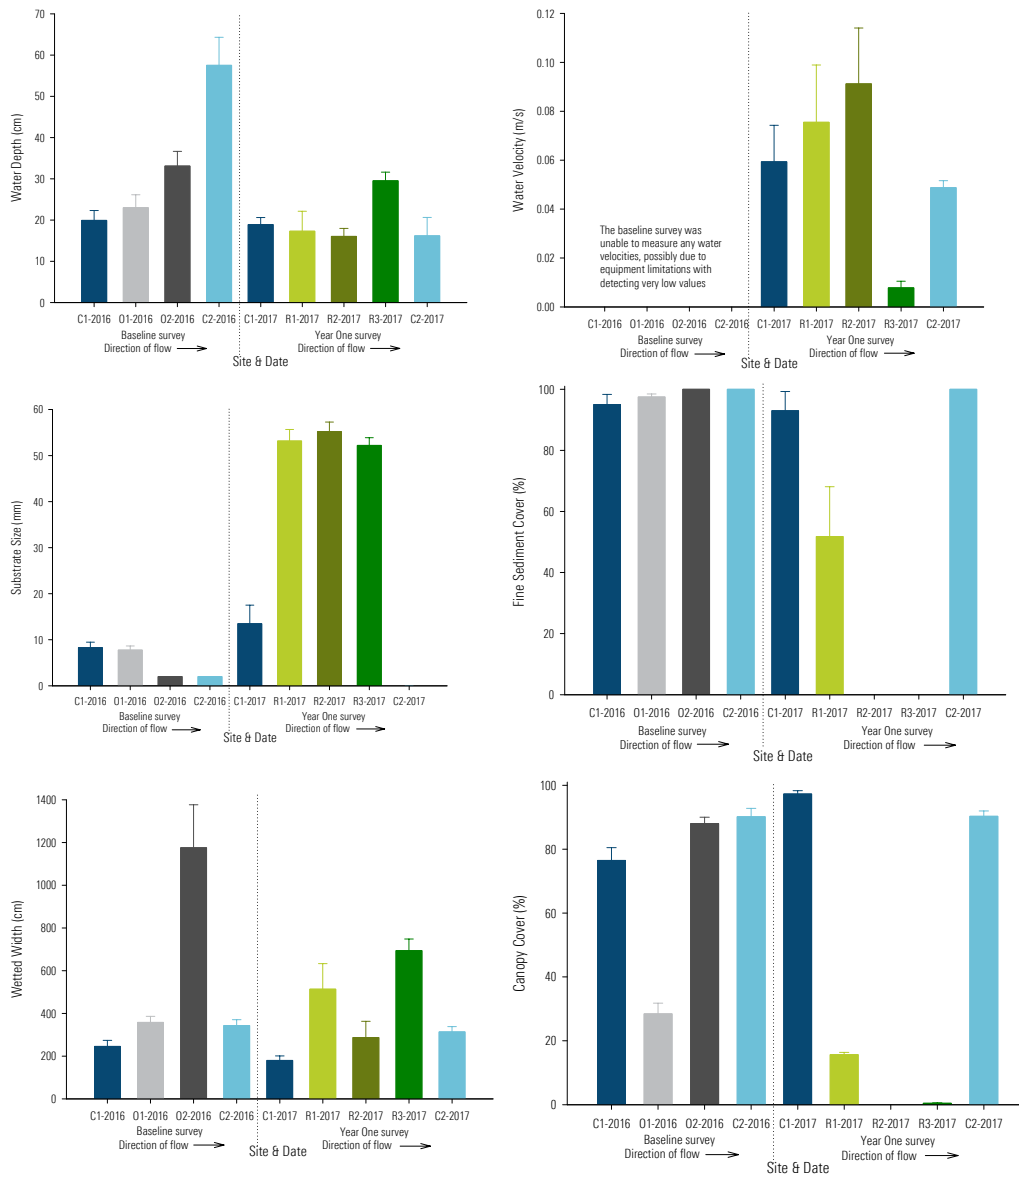 70
60
50
40
30
20
10
0
Water Depth (cm)
C1-2016 O1-2016 O2-2016 C2-2016 C1-2017 R1-2017 R2-2017 R3-2017 C2-2017
Baseline survey Year One survey
Direction of flow Direction of flow
Site & Date
0.12
0.10
0.08
0.06
0.04
0.02
0.00
Water Velocity (m/s)
The baseline survey was
unable to measure any water
velocities, possibly due to
equipment limitations with
detecting very low values
C1-2016 O1-2016 O2-2016 C2-2016 C1-2017 R1-2017 R2-2017 R3-2017 C2-2017
Baseline survey Year One survey
Direction of flow Direction of flow
Site & Date
60
50
40
30
20
10
0
Substrate Size (mm)
C1-2016 O1-2016 O2-2016 C2-2016 C1-2017 R1-2017 R2-2017 R3-2017 C2-2017
Baseline survey Year One survey
Direction of flow Direction of flow
Site & Date
100
80
60
40
20
0
Fine Sediment Cover (%)
C1-2016 O1-2016 O2-2016 C2-2016 C1-2017 R1-2017 R2-2017 R3-2017 C2-2017
Baseline survey Year One survey
Direction of flow Direction of flow
Site & Date
1400
1200
1000
800
600
400
200
0
Wetted Width (cm)
C1-2016 O1-2016 O2-2016 C2-2016 C1-2017 R1-2017 R2-2017 R3-2017 C2-2017
Baseline survey Year One survey
Direction of flow Direction of flow
Site & Date
100
80
60
40
20
0
Canopy Cover (%)
C1-2016 O1-2016 O2-2016 C2-2016 C1-2017 R1-2017 R2-2017 R3-2017 C2-2017
Baseline survey Year One survey
Direction of flow Direction of flow
Site & Date